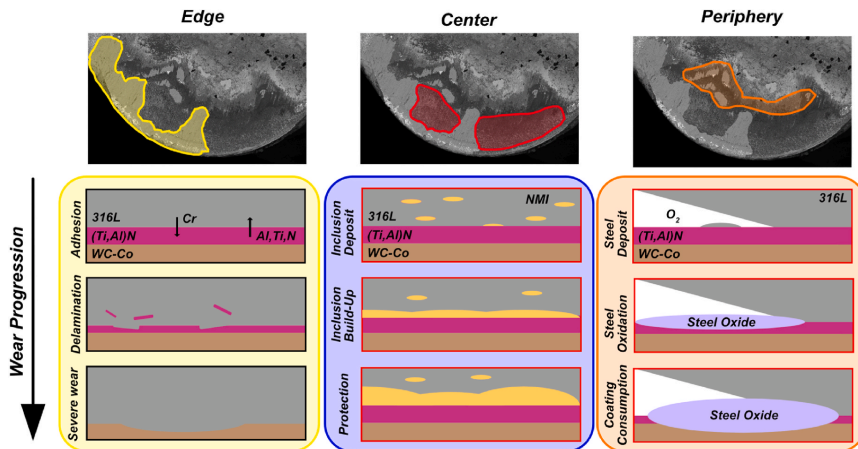 Edge
Center
Periphery
Wear Progression
Adhesion
316L
Cr
(Ti,Al)N
Al,Ti,N
WC-Co
Delamination
Severe wear
Inclusion
Deposit
NMI
316L
(Ti,Al)N
WC-Co
Inclusion
Build-Up
Protection
Steel
Deposit
316L
O2
(Ti,Al)N
WC-Co
Steel
Oxidation
Steel Oxide
Coating
Consumption
Steel Oxide